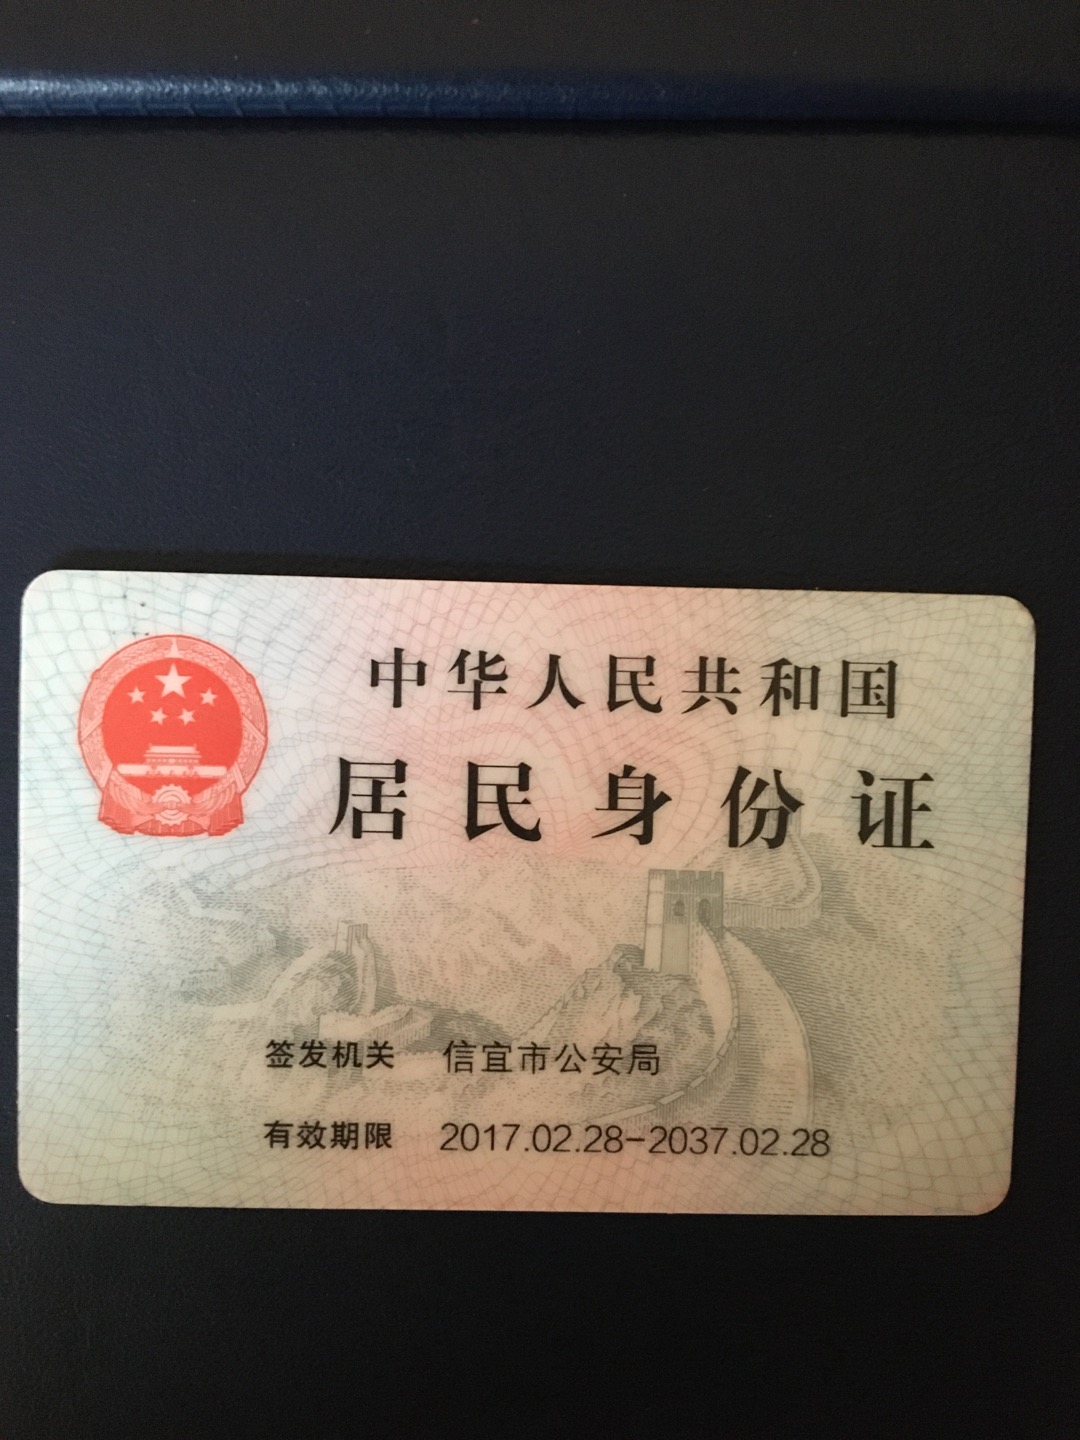 中华人民共和国
居民身份证
签发机关 信宜市公安局
有效期限 2017.02.28-2037.02.28